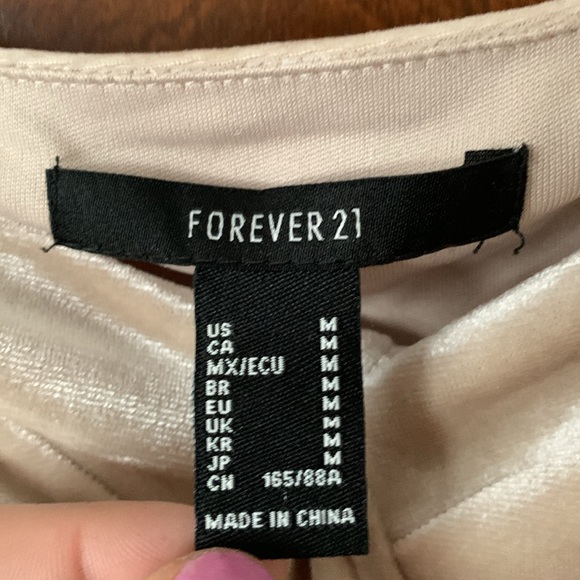 FOREVER 21
US M
CA M
MX/ECU M
BR M
EU M
UK M
KR M
JP M
CN 165/88A
MADE IN CHINA